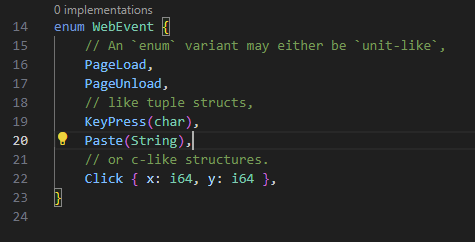 0 implementations
14 enum WebEvent {
15 // An `enum` variant may either be `unit-like`,
16 PageLoad,
17 PageUnload,
18 // like tuple structs,
19 KeyPress(char),
20 Paste(String),
21 // or c-like structures.
22 Click { x: i64, y: i64 },
23 }
24